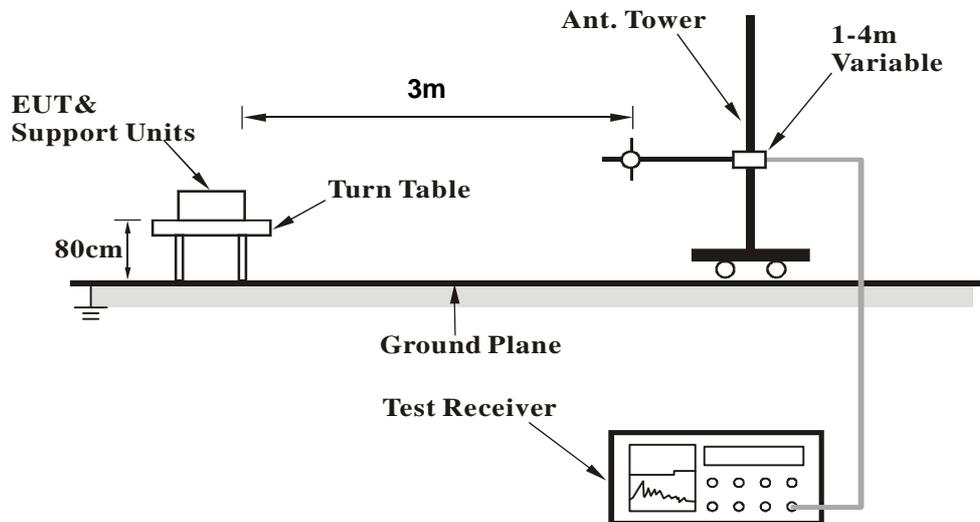 Ant. Tower
1-4m
Variable
3m
EUT&
Support Units
Turn Table
80cm
Ground Plane
Test Receiver